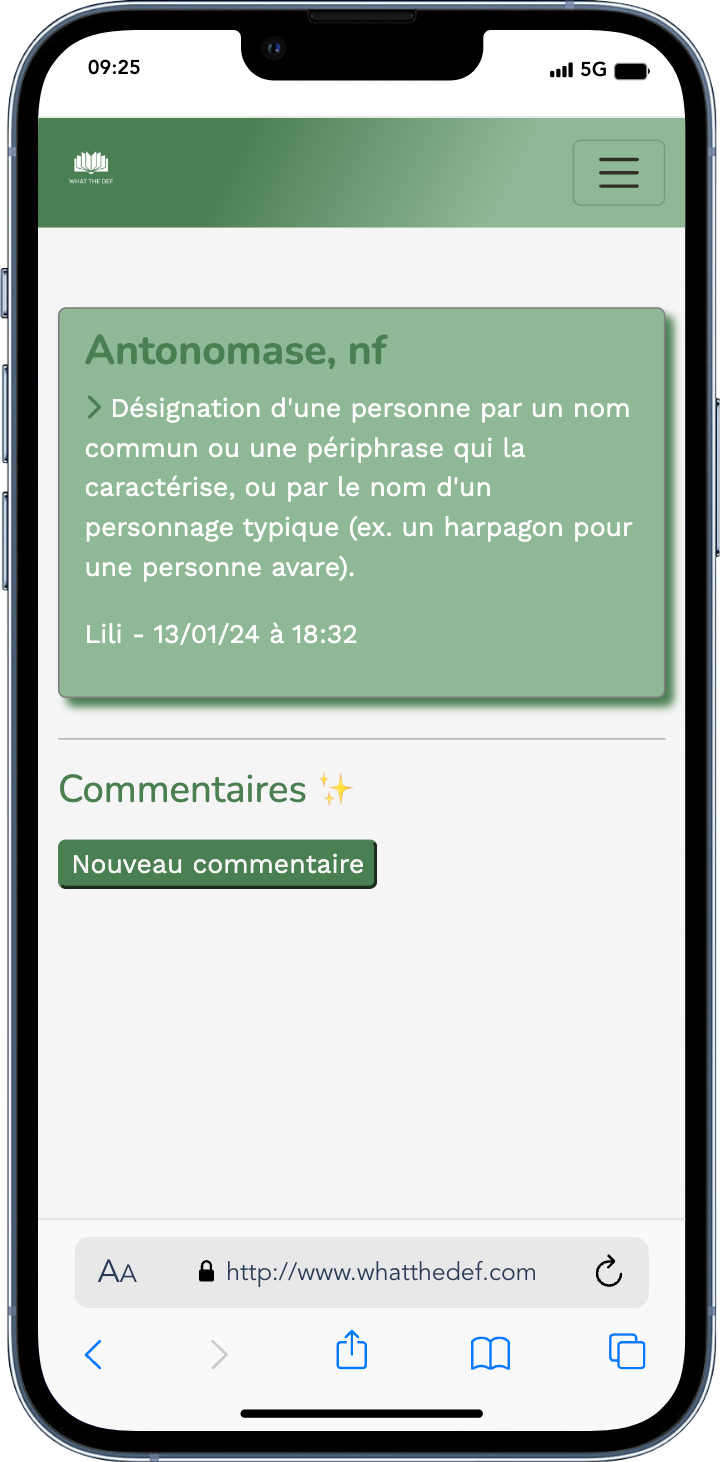 09:25
5G
WHAT THE DEF
Antonomase, nf
Désignation d'une personne par un nom
commun ou une périphrase qui la
caractérise, ou par le nom d'un
personnage typique (ex. un harpagon pour
une personne avare).
Lili - 13/01/24 à 18:32
Commentaires ✨
Nouveau commentaire
AA
http://www.whatthedef.com